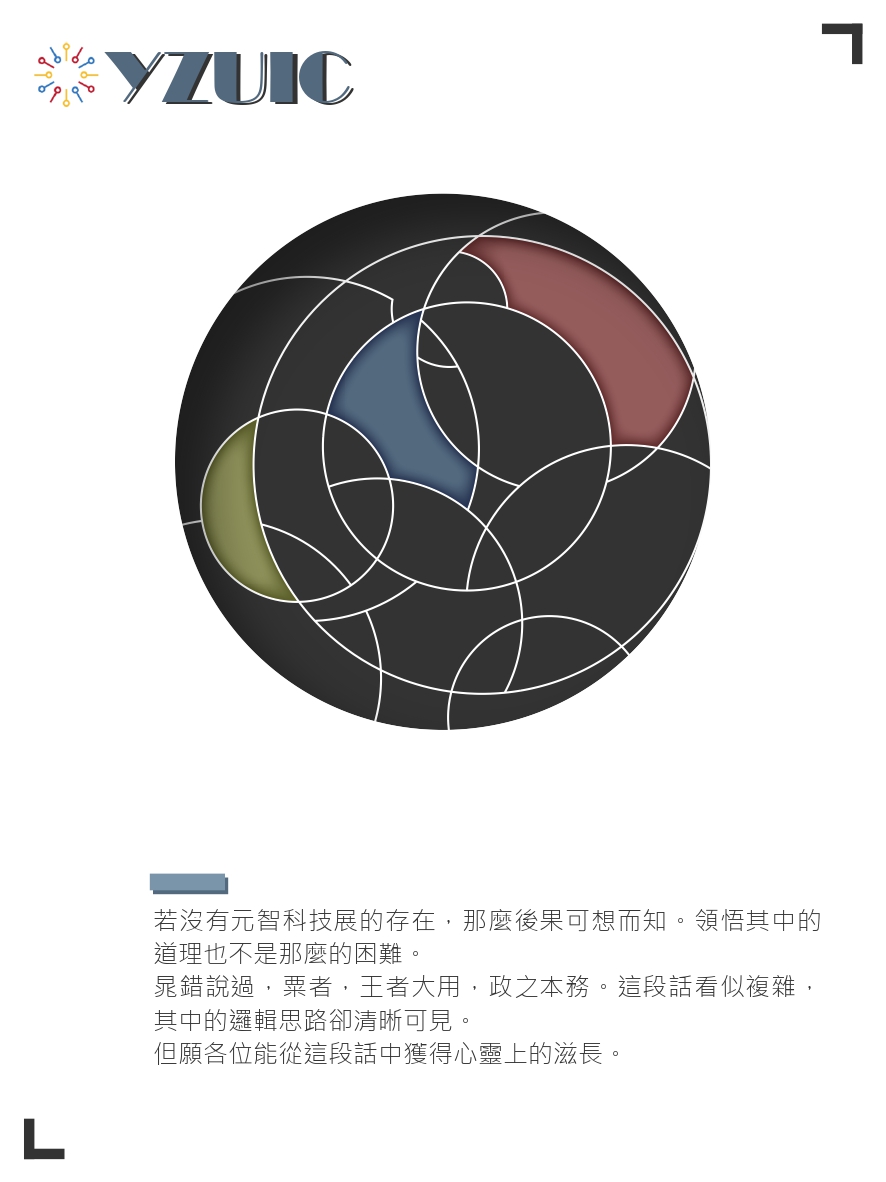 YZUIC
若沒有元智科技展的存在，那麼後果可想而知。領悟其中的
道理也不是那麼的困難。
晁錯說過，粟者，王者大用，政之本務。這段話看似複雜，
其中的邏輯思路卻清晰可見。
但願各位能從這段話中獲得心靈上的滋長。